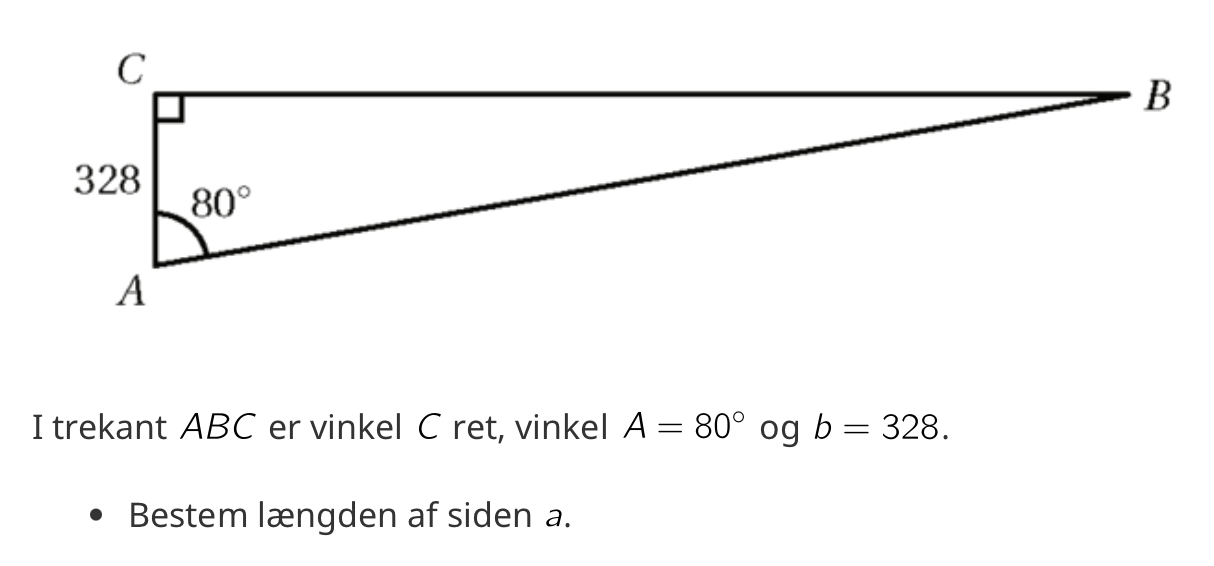 C
B
328
80°
A
I trekant ABC er vinkel C ret, vinkel A = 80° og b = 328.
• Bestem længden af siden a.